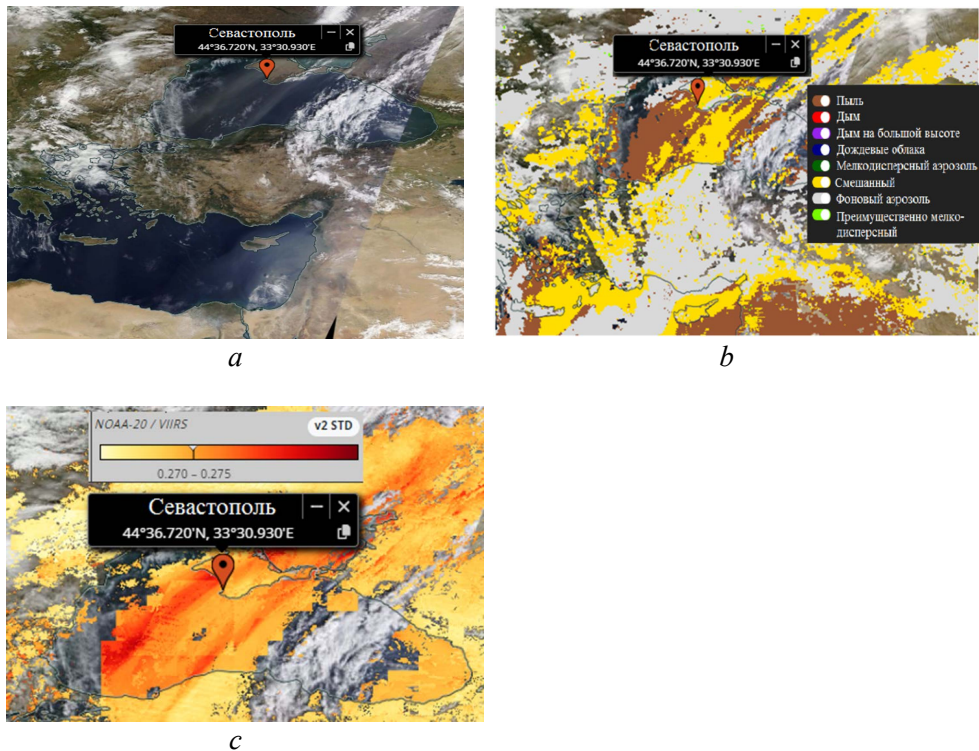 Севастополь
44°36.720'N, 33°30.930'E
a
Севастополь
44°36.720'N, 33°30.930'E
Пыль
Дым
Дым на большой высоте
Дождевые облака
Мелкодисперсный аэрозоль
Смешанный
Фоновый аэрозоль
Преимущественно мелко-
дисперсный
b
NOAA-20 / VIIRS
v2 STD
0.270 – 0.275
Севастополь
44°36.720'N, 33°30.930'E
c